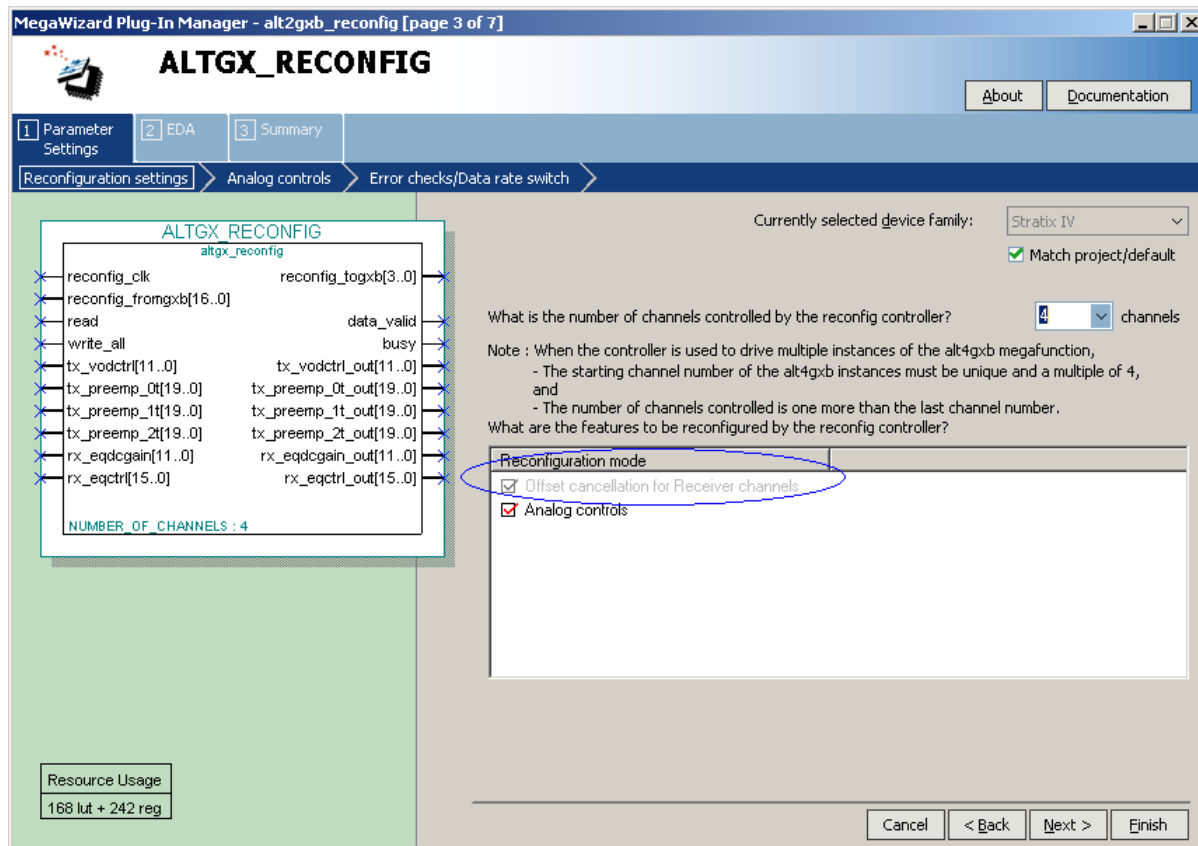 MegaWizard Plug-In Manager - alt2gxb_reconfig [page 3 of 7]
ALTGX_RECONFIG
About
Documentation
1 Parameter Settings
2 EDA
3 Summary
Reconfiguration settings
Analog controls
Error checks/Data rate switch
ALTGX_RECONFIG
altgx_reconfig
reconfig_clk reconfig_togxb[3..0]
reconfig_fromgxb[16..0]
read data_valid
write_all busy
tx_vodctrl[11..0] tx_vodctrl_out[11..0]
tx_preemp_0t[19..0] tx_preemp_0t_out[19..0]
tx_preemp_1t[19..0] tx_preemp_1t_out[19..0]
tx_preemp_2t[19..0] tx_preemp_2t_out[19..0]
rx_eqdcgain[11..0] rx_eqdcgain_out[11..0]
rx_eqctrl[15..0] rx_eqctrl_out[15..0]
NUMBER_OF_CHANNELS : 4
Resource Usage
168 lut + 242 reg
Currently selected device family: Stratix IV
Match project/default
What is the number of channels controlled by the reconfig controller? 4 channels
Note : When the controller is used to drive multiple instances of the alt4gxb megafunction,
- The starting channel number of the alt4gxb instances must be unique and a multiple of 4,
and
- The number of channels controlled is one more than the last channel number.
What are the features to be reconfigured by the reconfig controller?
Reconfiguration mode
Offset cancellation for Receiver channels
Analog controls
Cancel
< Back
Next >
Finish